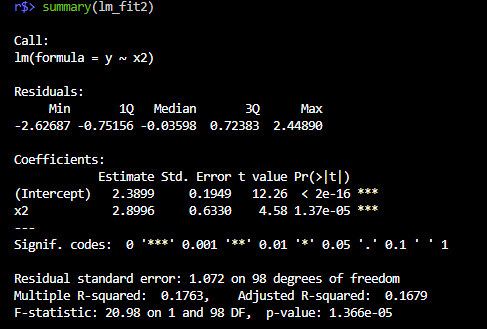 r$> summary(lm_fit2)

Call:
lm(formula = y ~ x2)

Residuals:
     Min       1Q   Median       3Q      Max
-2.62687 -0.75156 -0.03598  0.72383  2.44890

Coefficients:
            Estimate Std. Error t value Pr(>|t|)
(Intercept)   2.3899     0.1949   12.26  < 2e-16 ***
x2            2.8996     0.6330    4.58 1.37e-05 ***
---
Signif. codes:  0 '***' 0.001 '**' 0.01 '*' 0.05 '.' 0.1 ' ' 1

Residual standard error: 1.072 on 98 degrees of freedom
Multiple R-squared:  0.1763,    Adjusted R-squared:  0.1679
F-statistic: 20.98 on 1 and 98 DF,  p-value: 1.366e-05